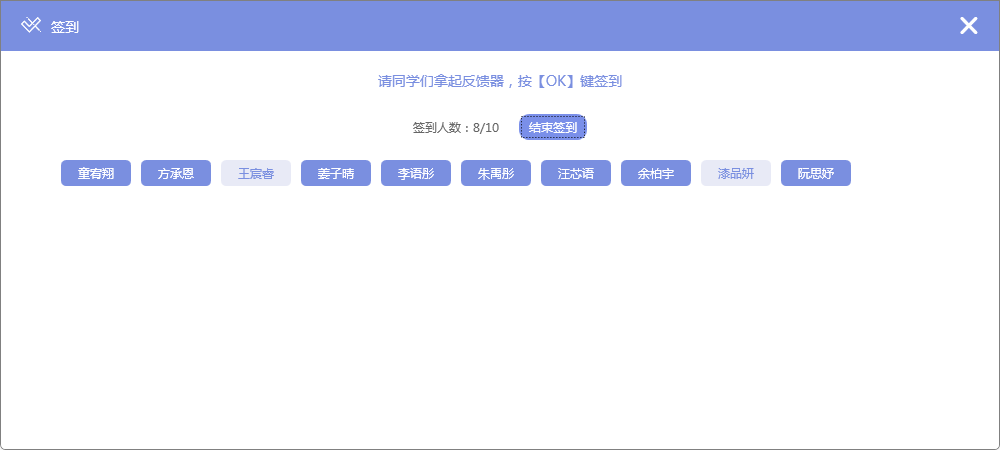 签到
请同学们拿起反馈器，按【OK】键签到
签到人数：8/10 结束签到
童宥翔 方承恩 王宸睿 姜子晴 李语彤 朱禹彤 汪芯语 余柏宇 漆品妍 阮思妤